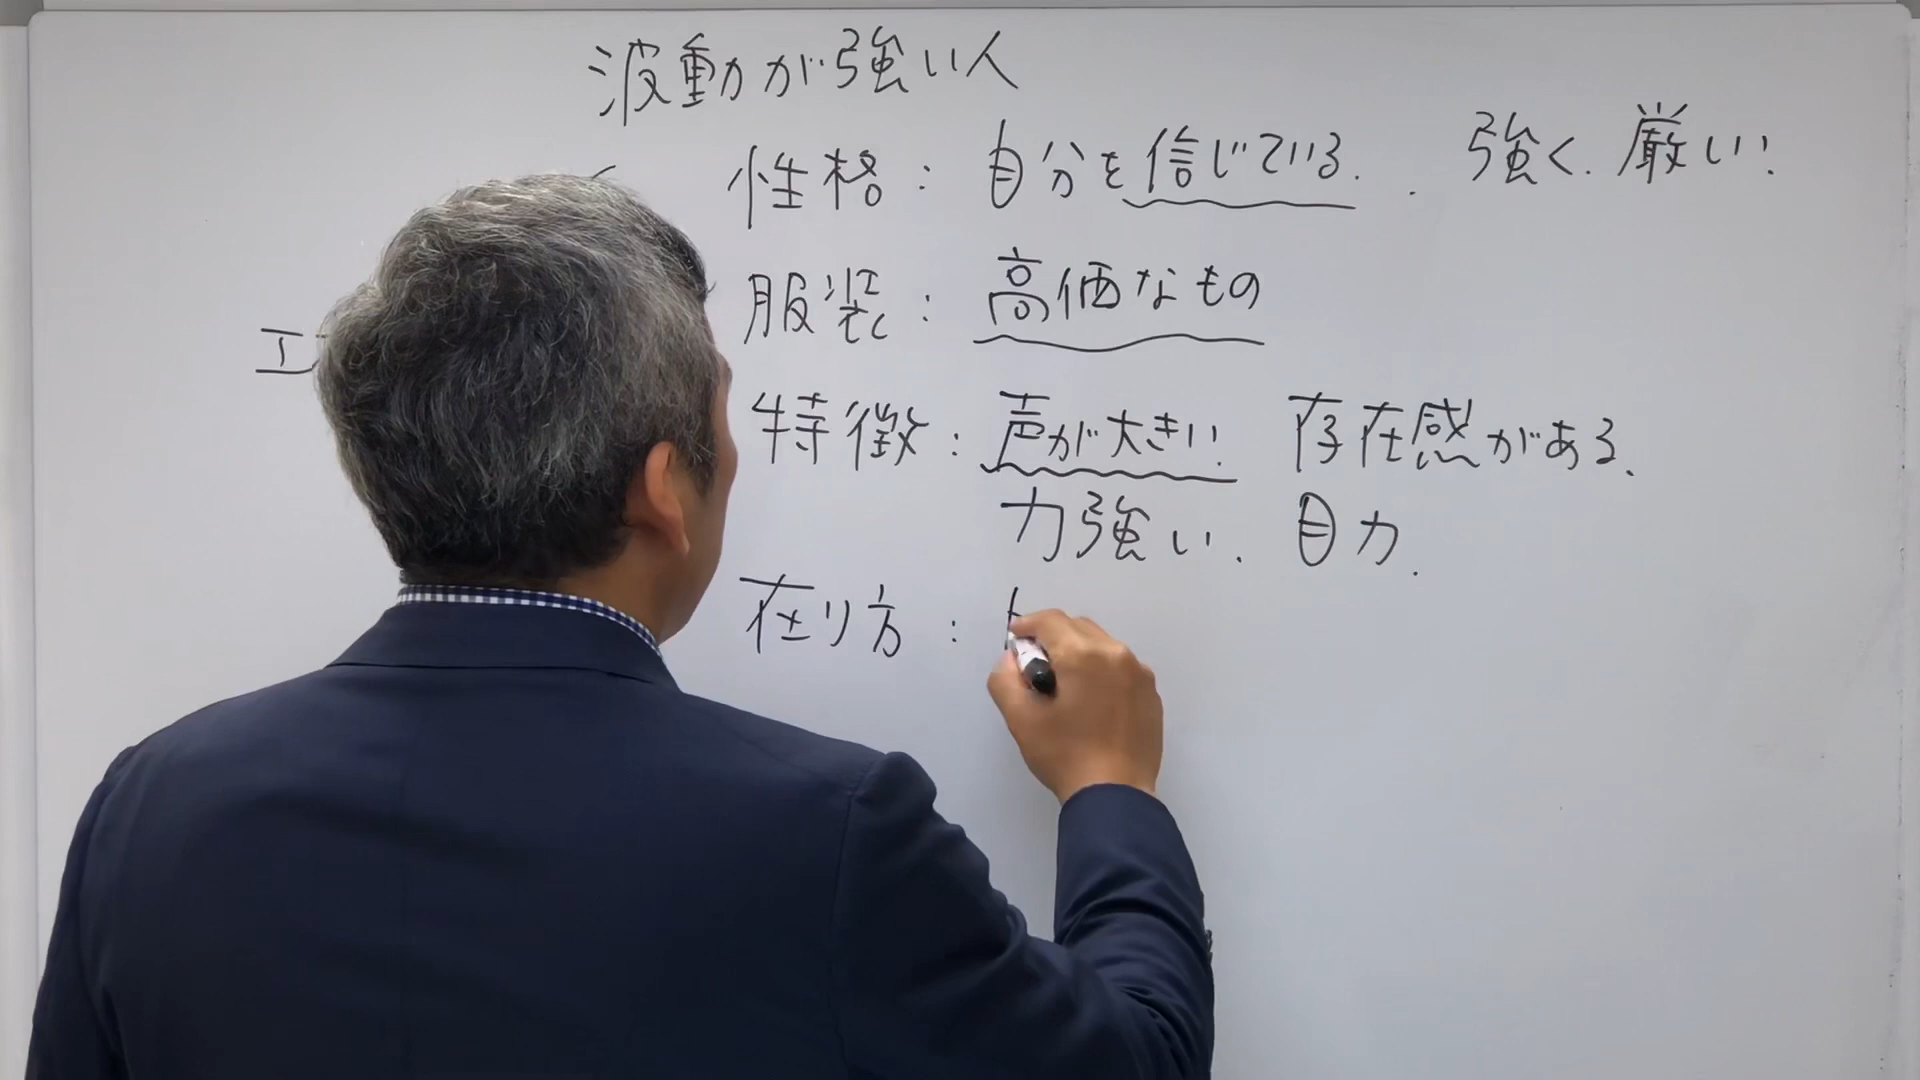 波動が強い人
性格：自分を信じている．．強く．厳しい．
服装：高価なもの
特徴：声が大きい．存在感がある．
力強い．目力．
在り方：